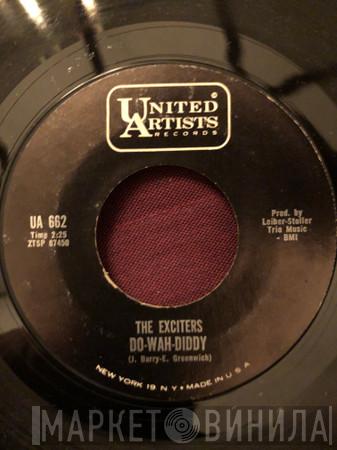 UNITED
ARTISTS
RECORDS
UA 662
Time 2:25
ZTSP 87450
Prod. by
Leiber-Stoller
Trio Music
- BMI
THE EXCITERS
DO-WAH-DIDDY
(J. Barry-E. Greenwich)
NEW YORK 19 N Y • MADE IN U S A
МАРКЕТ ВИНИЛА